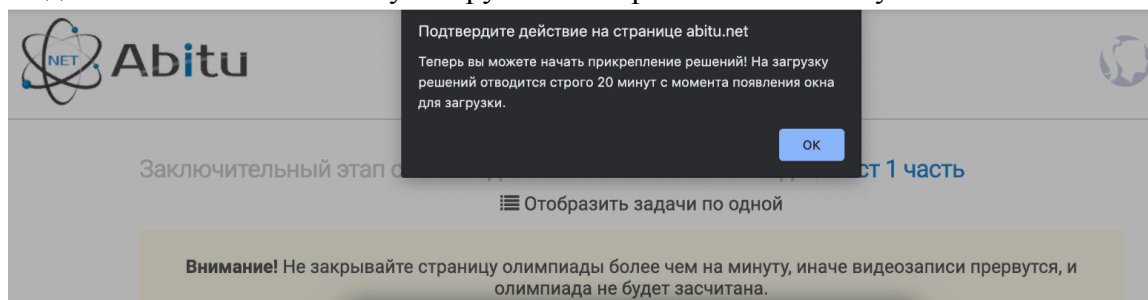 Подтвердите действие на странице abitu.net
NET Abitu
Теперь вы можете начать прикрепление решений! На загрузку
решений отводится строго 20 минут с момента появления окна
для загрузки.
ОК
Заключительный этап ст 1 часть
Отобразить задачи по одной
Внимание! Не закрывайте страницу олимпиады более чем на минуту, иначе видеозаписи прервутся, и
олимпиада не будет засчитана.